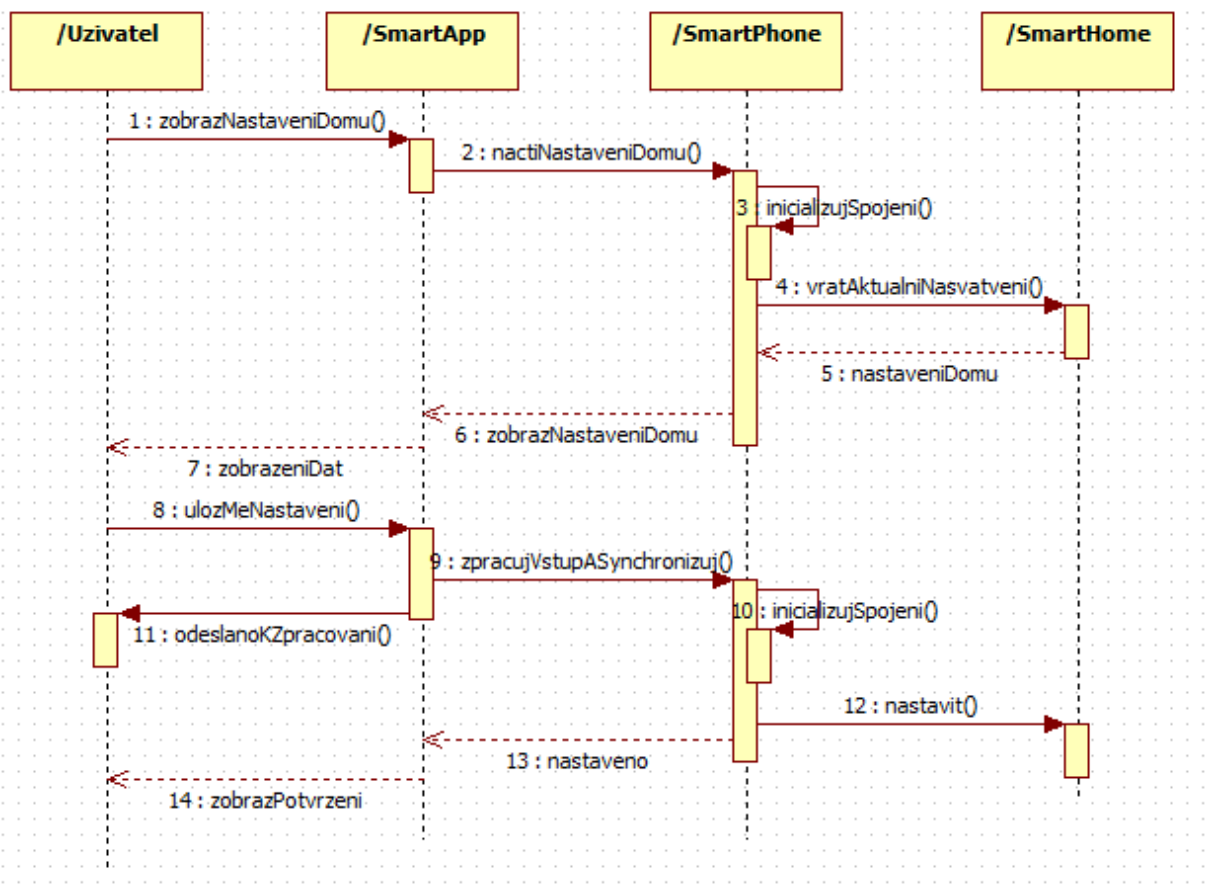 /Uzivatel
/SmartApp
/SmartPhone
/SmartHome
1 : zobrazNastaveniDomu()
2 : nactiNastaveniDomu()
3 : inicializujSpojeni()
4 : vratAktualniNasvatveni()
5 : nastaveniDomu
6 : zobrazNastaveniDomu
7 : zobrazeniDat
8 : ulozMeNastaveni()
9 : zpracujVstupASynchronizuj()
10 : inicializujSpojeni()
11 : odeslanoKZpracovani()
12 : nastavit()
13 : nastaveno
14 : zobrazPotvrzeni